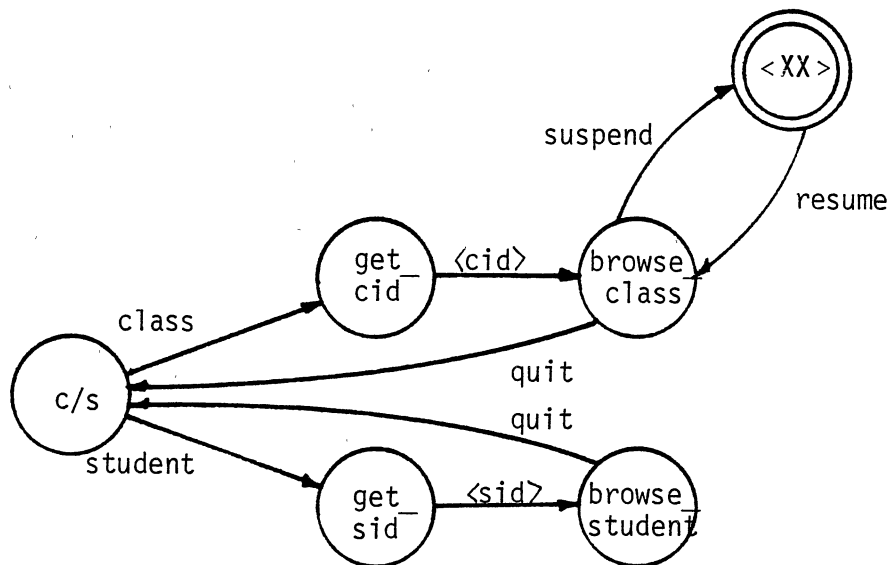 <XX>
suspend
resume
get_
cid
<cid>
browse_
class
class
quit
c/s
quit
student
get_
sid
<sid>
browse_
student